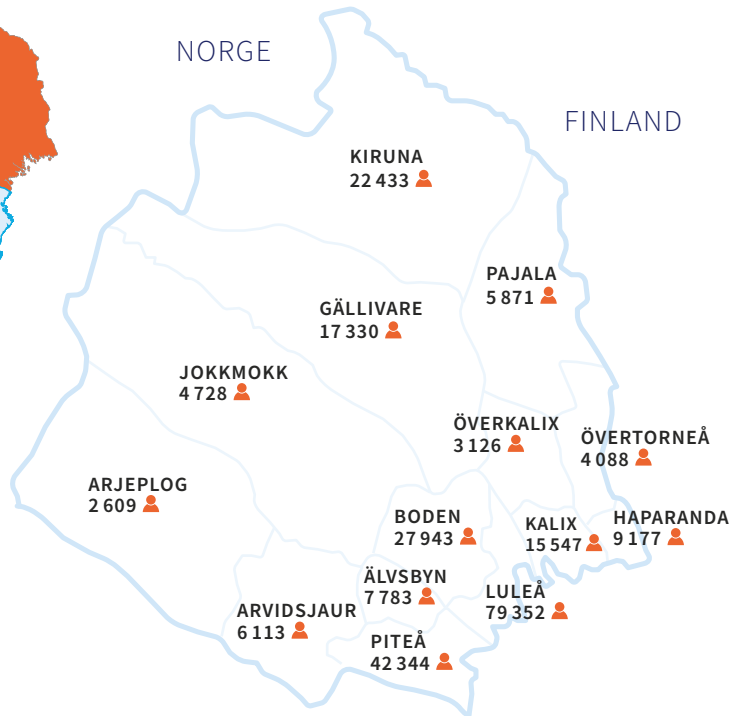 NORGE
FINLAND
KIRUNA
22 433
PAJALA
5 871
GÄLLIVARE
17 330
JOKKMOKK
4 728
ÖVERKALIX
3 126
ÖVERTORNEÅ
4 088
ARJEPLOG
2 609
BODEN
27 943
KALIX
15 547
HAPARANDA
9 177
ÄLVSBYN
7 783
LULEÅ
79 352
ARVIDSJAUR
6 113
PITEÅ
42 344